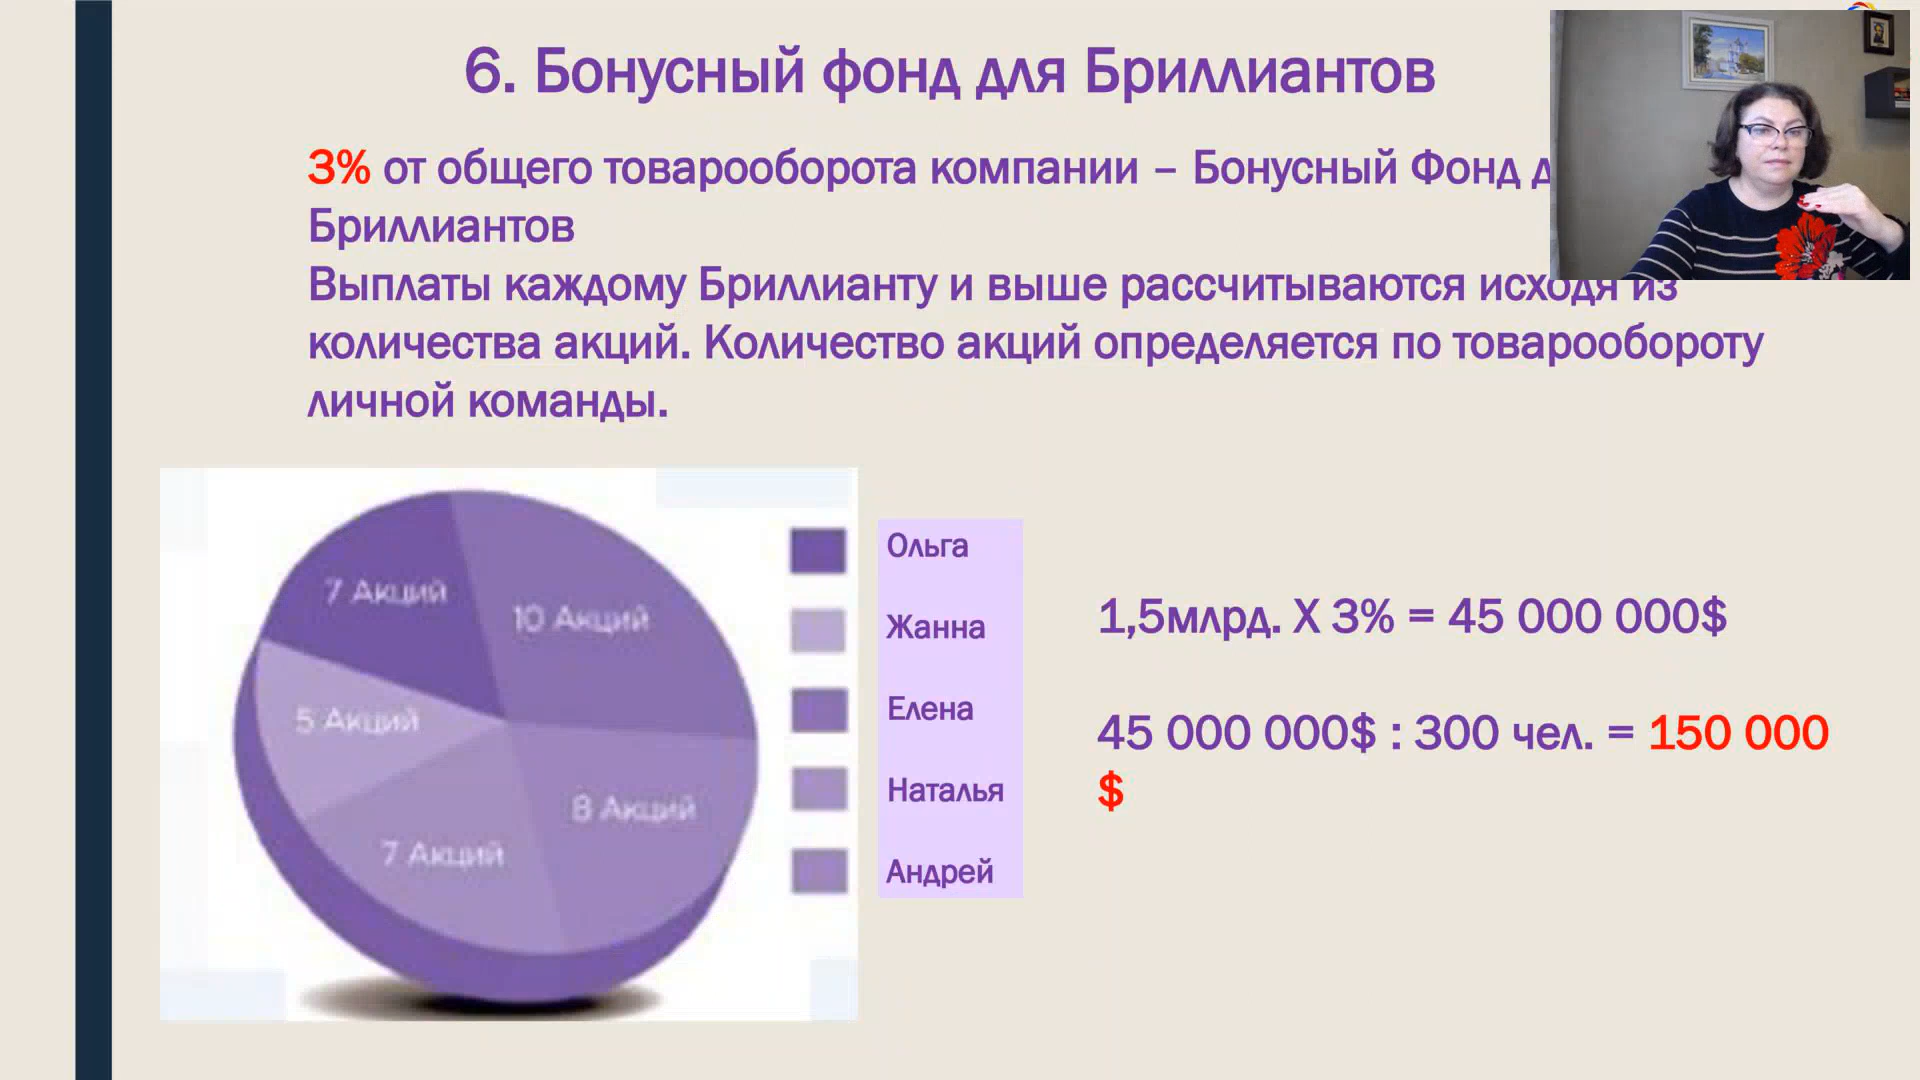 6. Бонусный фонд для Бриллиантов
3% от общего товарооборота компании – Бонусный Фонд
Бриллиантов
Выплаты каждому Бриллианту и выше рассчитываются исходя из
количества акций. Количество акций определяется по товарообороту
личной команды.
7 Акций
10 Акций
5 Акций
8 Акций
7 Акций
Ольга
Жанна
Елена
Наталья
Андрей
1,5млрд. X 3% = 45 000 000$
45 000 000$ : 300 чел. = 150 000
$